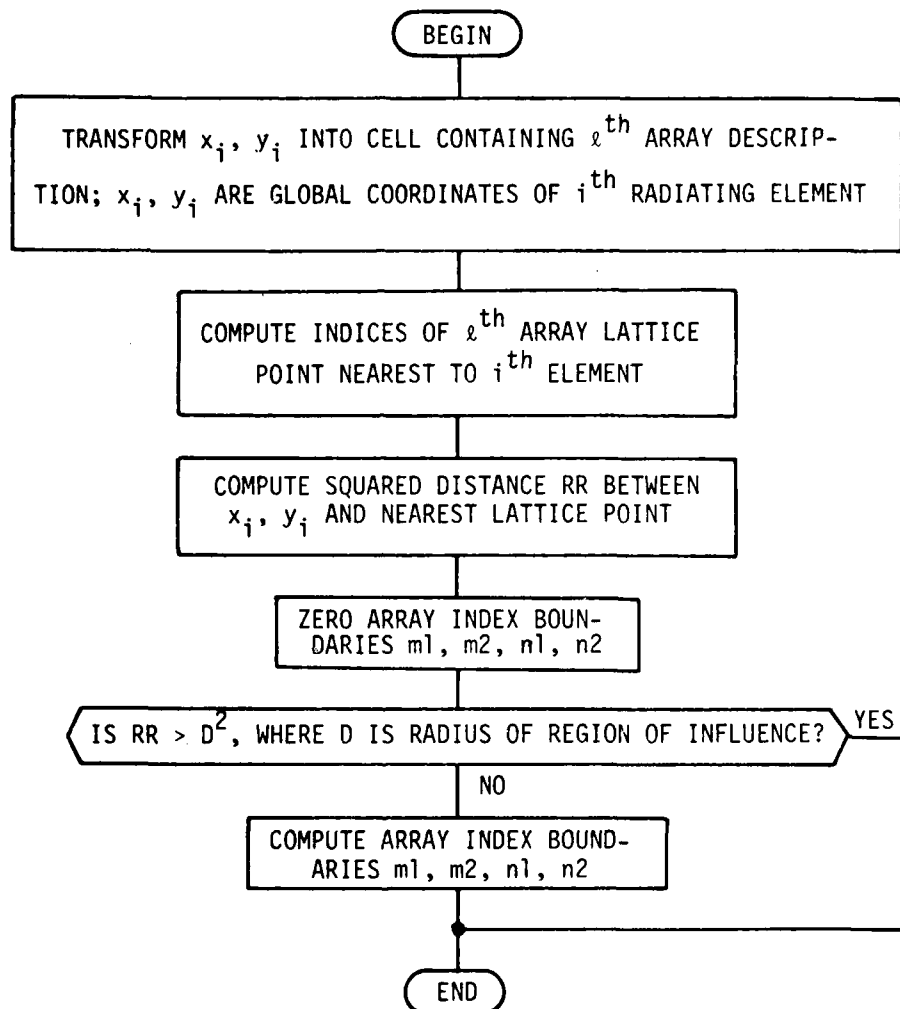 BEGIN
TRANSFORM x_i, y_i INTO CELL CONTAINING ℓ^th ARRAY DESCRIP-
TION; x_i, y_i ARE GLOBAL COORDINATES OF i^th RADIATING ELEMENT
COMPUTE INDICES OF ℓ^th ARRAY LATTICE
POINT NEAREST TO i^th ELEMENT
COMPUTE SQUARED DISTANCE RR BETWEEN
x_i, y_i AND NEAREST LATTICE POINT
ZERO ARRAY INDEX BOUN-
DARIES m1, m2, n1, n2
IS RR > D^2, WHERE D IS RADIUS OF REGION OF INFLUENCE?
YES
NO
COMPUTE ARRAY INDEX BOUND-
ARIES m1, m2, n1, n2
END